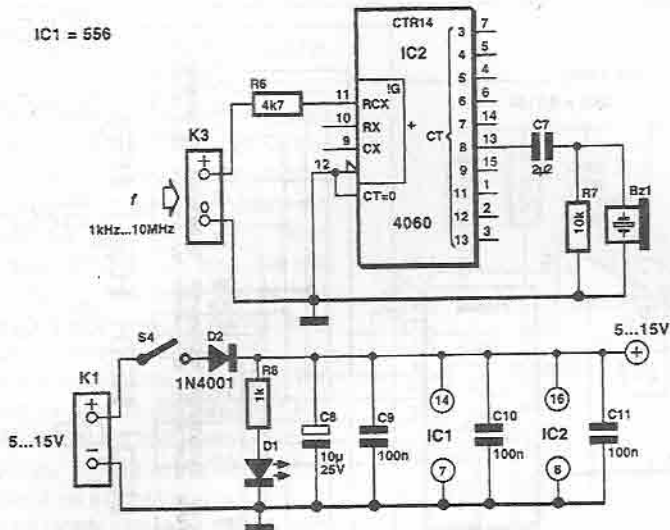 IC1 = 556
CTR14
IC2
!G
RCX
RX
CX
+
CT
CT=0
4060
3
4
5
6
7
8
9
11
12
13
7
5
4
6
14
13
15
1
2
3
11
10
9
12
R6
4k7
K3
+
0
f
1kHz...10MHz
C7
2µ2
R7
10k
Bz1
S4
D2
1N4001
5...15V
+
K1
+
–
5...15V
R8
1k
D1
C8
10µ
25V
C9
100n
14
IC1
7
C10
100n
16
IC2
8
C11
100n